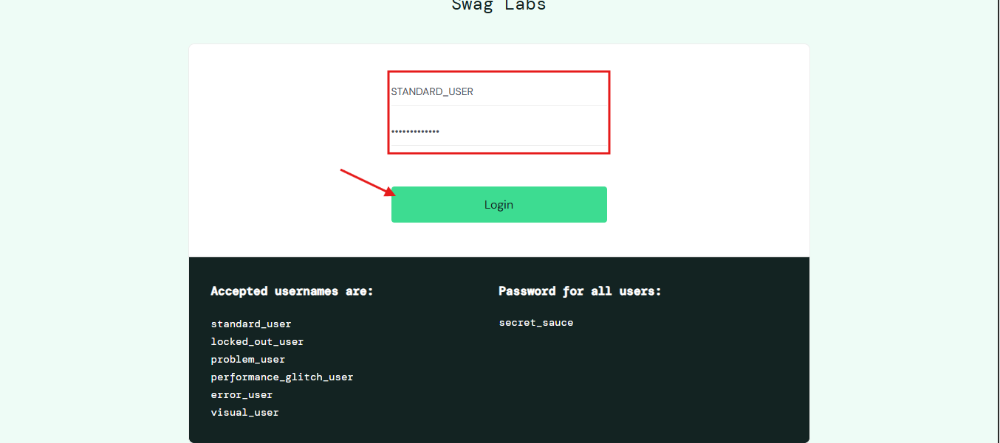 Swag Labs
STANDARD_USER
•••••••••••••
Login
Accepted usernames are:
standard_user
locked_out_user
problem_user
performance_glitch_user
error_user
visual_user
Password for all users:
secret_sauce